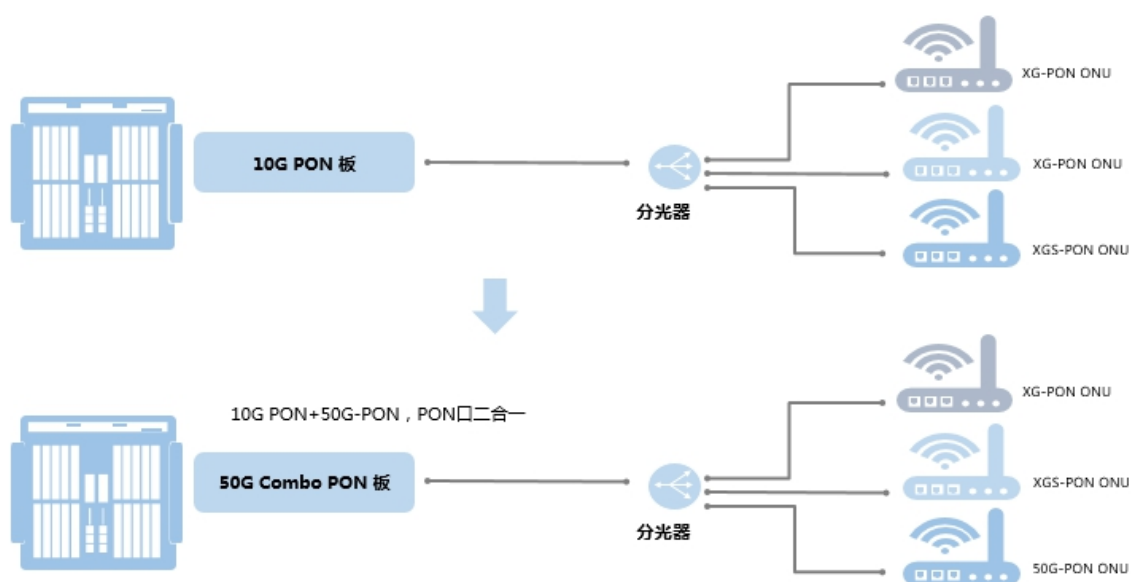 XG-PON ONU
10G PON 板
XG-PON ONU
分光器
XGS-PON ONU
10G PON+50G-PON，PON口二合一
XG-PON ONU
50G Combo PON 板
XGS-PON ONU
分光器
50G-PON ONU